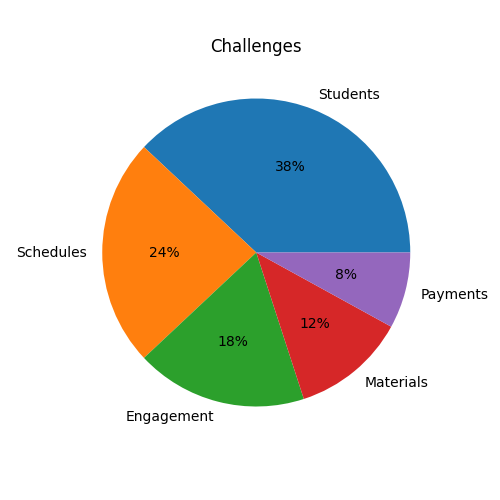 Challenges
Students
38%
Schedules
24%
8%
Payments
12%
18%
Materials
Engagement